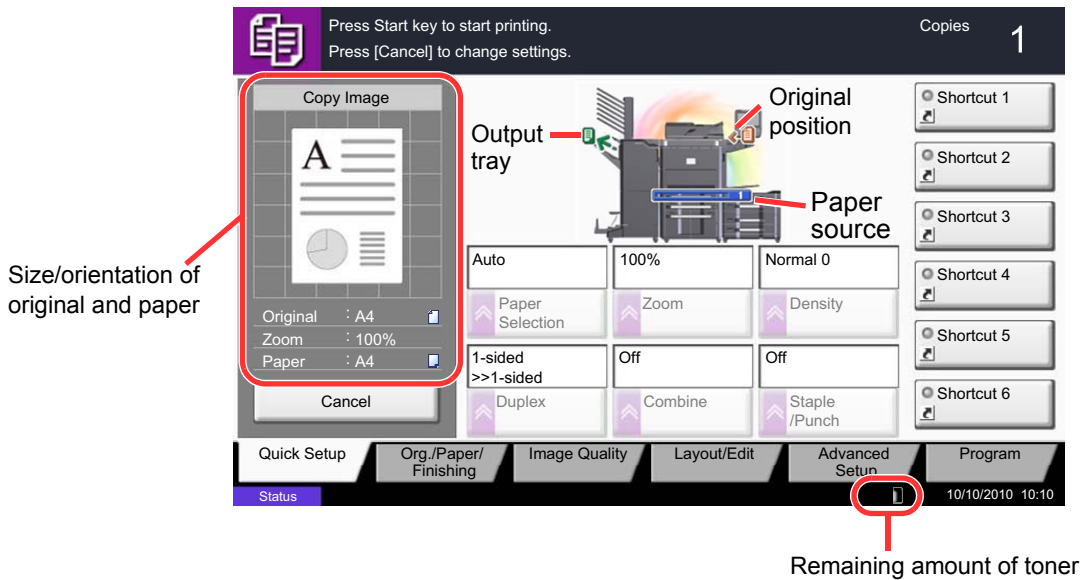 Press Start key to start printing.
Press [Cancel] to change settings.
Copies 1
Copy Image
A
Original : A4
Zoom : 100%
Paper : A4
Cancel
Size/orientation of
original and paper
Output
tray
Original
position
1
Paper
source
Auto
Paper
Selection
100%
Zoom
Normal 0
Density
1-sided
>>1-sided
Duplex
Off
Combine
Off
Staple
/Punch
Shortcut 1
Shortcut 2
Shortcut 3
Shortcut 4
Shortcut 5
Shortcut 6
Quick Setup
Org./Paper/
Finishing
Image Quality
Layout/Edit
Advanced
Setup
Program
Status
10/10/2010 10:10
Remaining amount of toner